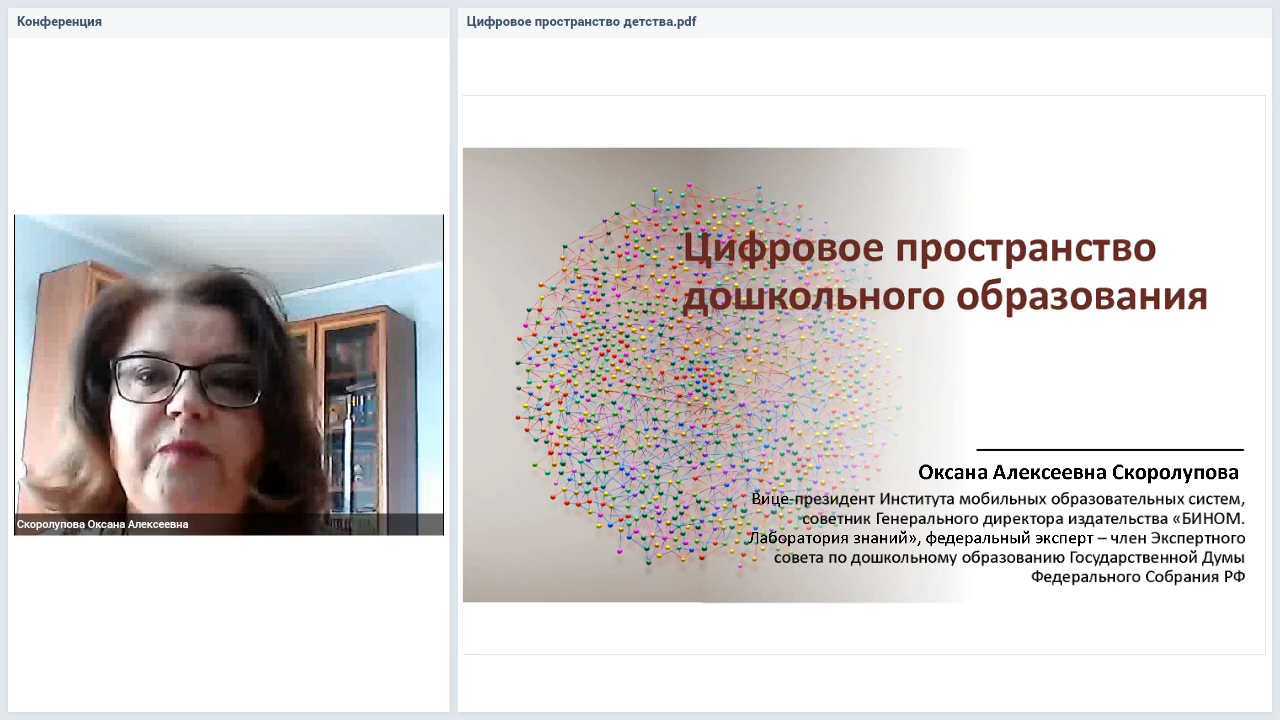 Конференция
Скоролупова Оксана Алексеевна
Цифровое пространство детства.pdf
Цифровое пространство
дошкольного образования
Оксана Алексеевна Скоролупова
Вице-президент Института мобильных образовательных систем,
советник Генерального директора издательства «БИНОМ.
Лаборатория знаний», федеральный эксперт – член Экспертного
совета по дошкольному образованию Государственной Думы
Федерального Собрания РФ